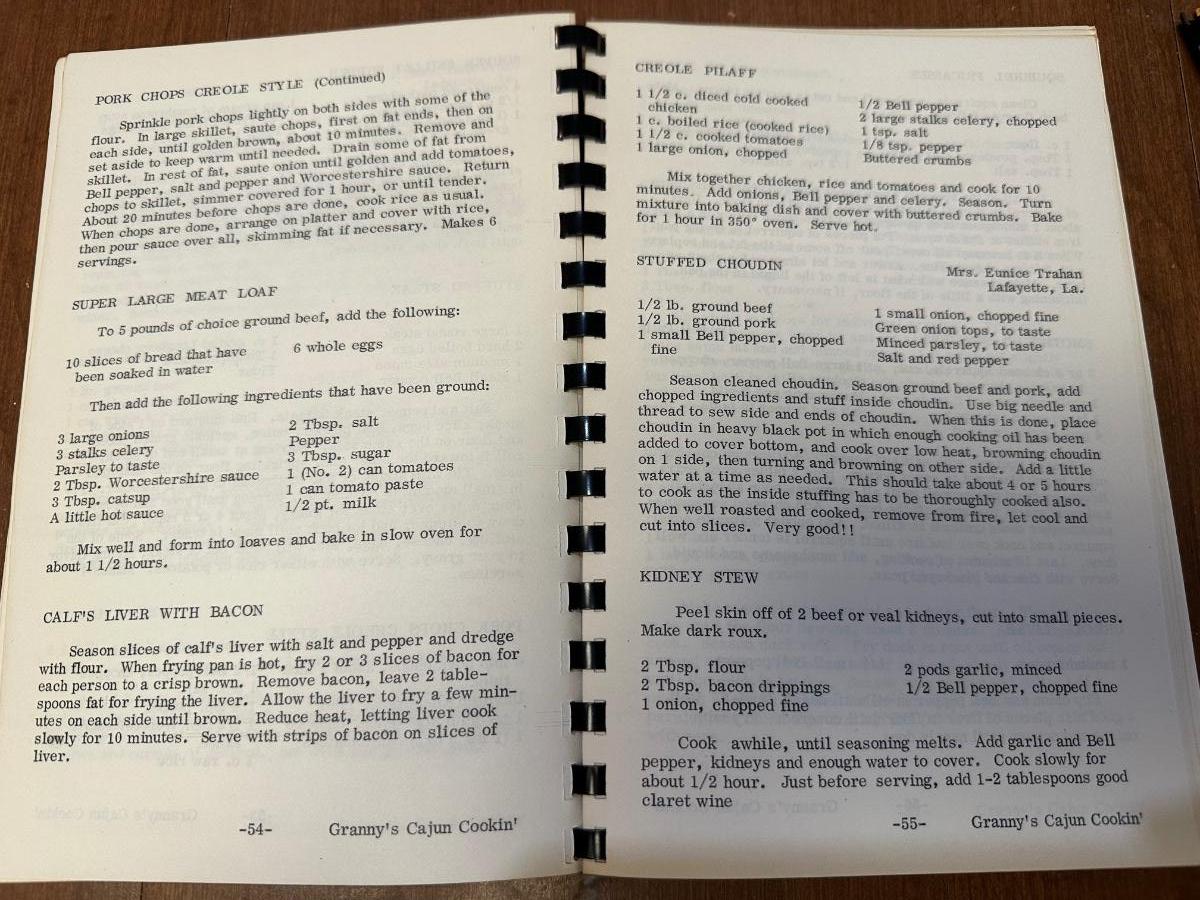 PORK CHOPS CREOLE STYLE (Continued)
Sprinkle pork chops lightly on both sides with some of the
flour. In large skillet, saute chops, first on fat ends, then on
each side, until golden brown, about 10 minutes. Remove and
set aside to keep warm until needed. Drain some of fat from
skillet. In rest of fat, saute onion until golden and add tomatoes,
Bell pepper, salt and pepper and Worcestershire sauce. Return
chops to skillet, simmer covered for 1 hour, or until tender.
About 20 minutes before chops are done, cook rice as usual.
When chops are done, arrange on platter and cover with rice,
then pour sauce over all, skimming fat if necessary. Makes 6
servings.
SUPER LARGE MEAT LOAF
To 5 pounds of choice ground beef, add the following:
10 slices of bread that have
been soaked in water
6 whole eggs
Then add the following ingredients that have been ground:
3 large onions
3 stalks celery
Parsley to taste
2 Tbsp. Worcestershire sauce
3 Tbsp. catsup
A little hot sauce
2 Tbsp. salt
Pepper
3 Tbsp. sugar
1 (No. 2) can tomatoes
1 can tomato paste
1/2 pt. milk
Mix well and form into loaves and bake in slow oven for
about 1 1/2 hours.
CALF'S LIVER WITH BACON
Season slices of calf's liver with salt and pepper and dredge
with flour. When frying pan is hot, fry 2 or 3 slices of bacon for
each person to a crisp brown. Remove bacon, leave 2 table-
spoons fat for frying the liver. Allow the liver to fry a few min-
utes on each side until brown. Reduce heat, letting liver cook
slowly for 10 minutes. Serve with strips of bacon on slices of
liver.
-54- Granny's Cajun Cookin'
CREOLE PILAFF
1 1/2 c. diced cold cooked
chicken
1 c. boiled rice (cooked rice)
1 1/2 c. cooked tomatoes
1 large onion, chopped
1/2 Bell pepper
2 large stalks celery, chopped
1 tsp. salt
1/8 tsp. pepper
Buttered crumbs
Mix together chicken, rice and tomatoes and cook for 10
minutes. Add onions, Bell pepper and celery. Season. Turn
mixture into baking dish and cover with buttered crumbs. Bake
for 1 hour in 350° oven. Serve hot.
STUFFED CHOUDIN
Mrs. Eunice Trahan
Lafayette, La.
1/2 lb. ground beef
1/2 lb. ground pork
1 small Bell pepper, chopped
fine
1 small onion, chopped fine
Green onion tops, to taste
Minced parsley, to taste
Salt and red pepper
Season cleaned choudin. Season ground beef and pork, add
chopped ingredients and stuff inside choudin. Use big needle and
thread to sew side and ends of choudin. When this is done, place
choudin in heavy black pot in which enough cooking oil has been
added to cover bottom, and cook over low heat, browning choudin
on 1 side, then turning and browning on other side. Add a little
water at a time as needed. This should take about 4 or 5 hours
to cook as the inside stuffing has to be thoroughly cooked also.
When well roasted and cooked, remove from fire, let cool and
cut into slices. Very good!!
KIDNEY STEW
Peel skin off of 2 beef or veal kidneys, cut into small pieces.
Make dark roux.
2 Tbsp. flour
2 Tbsp. bacon drippings
1 onion, chopped fine
2 pods garlic, minced
1/2 Bell pepper, chopped fine
Cook awhile, until seasoning melts. Add garlic and Bell
pepper, kidneys and enough water to cover. Cook slowly for
about 1/2 hour. Just before serving, add 1-2 tablespoons good
claret wine
-55- Granny's Cajun Cookin'